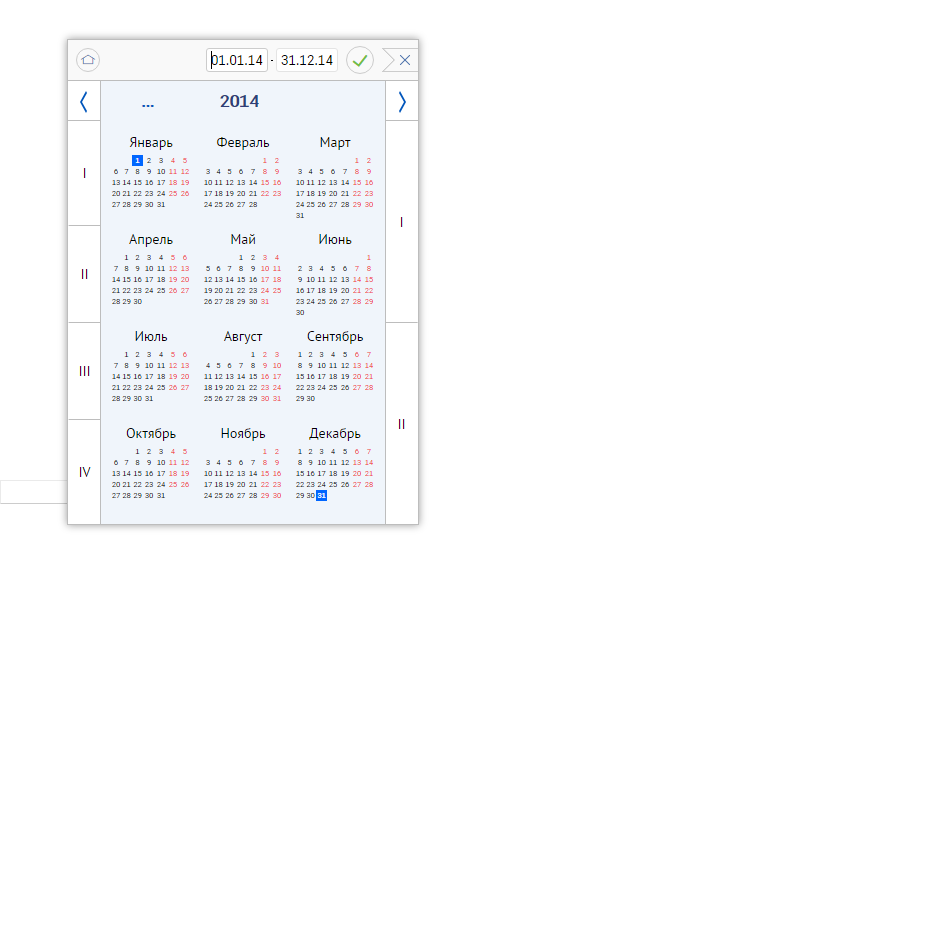 01.01.14 - 31.12.14
... 2014
Январь Февраль Март
1 2 3 4 5 1 2 1 2
6 7 8 9 10 11 12 3 4 5 6 7 8 9 3 4 5 6 7 8 9
13 14 15 16 17 18 19 10 11 12 13 14 15 16 10 11 12 13 14 15 16
20 21 22 23 24 25 26 17 18 19 20 21 22 23 17 18 19 20 21 22 23
27 28 29 30 31 24 25 26 27 28 24 25 26 27 28 29 30
31
I
I
Апрель Май Июнь
1 2 3 4 5 6 1 2 3 4 1
7 8 9 10 11 12 13 5 6 7 8 9 10 11 2 3 4 5 6 7 8
14 15 16 17 18 19 20 12 13 14 15 16 17 18 9 10 11 12 13 14 15
21 22 23 24 25 26 27 19 20 21 22 23 24 25 16 17 18 19 20 21 22
28 29 30 26 27 28 29 30 31 23 24 25 26 27 28 29
30
II
Июль Август Сентябрь
1 2 3 4 5 6 1 2 3 1 2 3 4 5 6 7
7 8 9 10 11 12 13 4 5 6 7 8 9 10 8 9 10 11 12 13 14
14 15 16 17 18 19 20 11 12 13 14 15 16 17 15 16 17 18 19 20 21
21 22 23 24 25 26 27 18 19 20 21 22 23 24 22 23 24 25 26 27 28
28 29 30 31 25 26 27 28 29 30 31 29 30
III
II
Октябрь Ноябрь Декабрь
1 2 3 4 5 1 2 1 2 3 4 5 6 7
6 7 8 9 10 11 12 3 4 5 6 7 8 9 8 9 10 11 12 13 14
13 14 15 16 17 18 19 10 11 12 13 14 15 16 15 16 17 18 19 20 21
20 21 22 23 24 25 26 17 18 19 20 21 22 23 22 23 24 25 26 27 28
27 28 29 30 31 24 25 26 27 28 29 30 29 30 31
IV